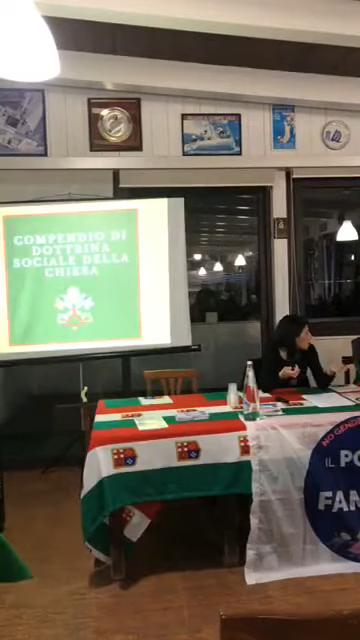 COMPENDIO DI
DOTTRINA
SOCIALE DELLA
CHIESA
NO GENDER
IL PO
FAM